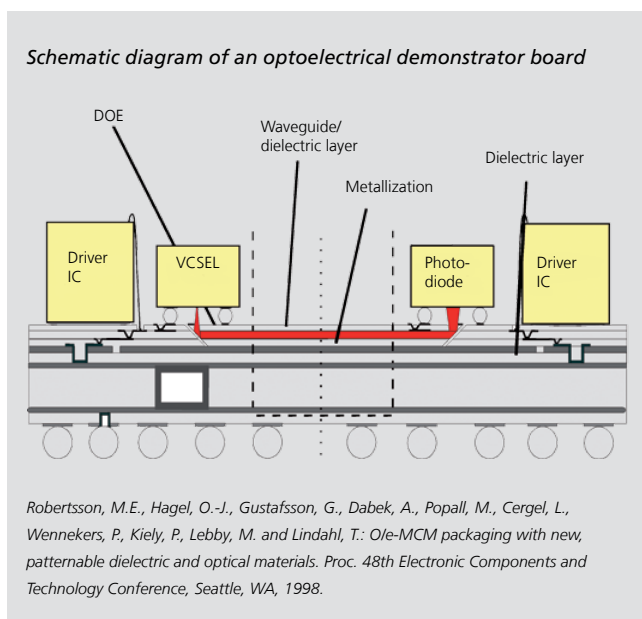 Schematic diagram of an optoelectrical demonstrator board
DOE
Waveguide/
dielectric layer
Dielectric layer
Metallization
Driver
IC
VCSEL
Photo-
diode
Driver
IC
Robertsson, M.E., Hagel, O.-J., Gustafsson, G., Dabek, A., Popall, M., Cergel, L.,
Wennekers, P., Kiely, P., Lebby, M. and Lindahl, T.: O/e-MCM packaging with new,
patternable dielectric and optical materials. Proc. 48th Electronic Components and
Technology Conference, Seattle, WA, 1998.